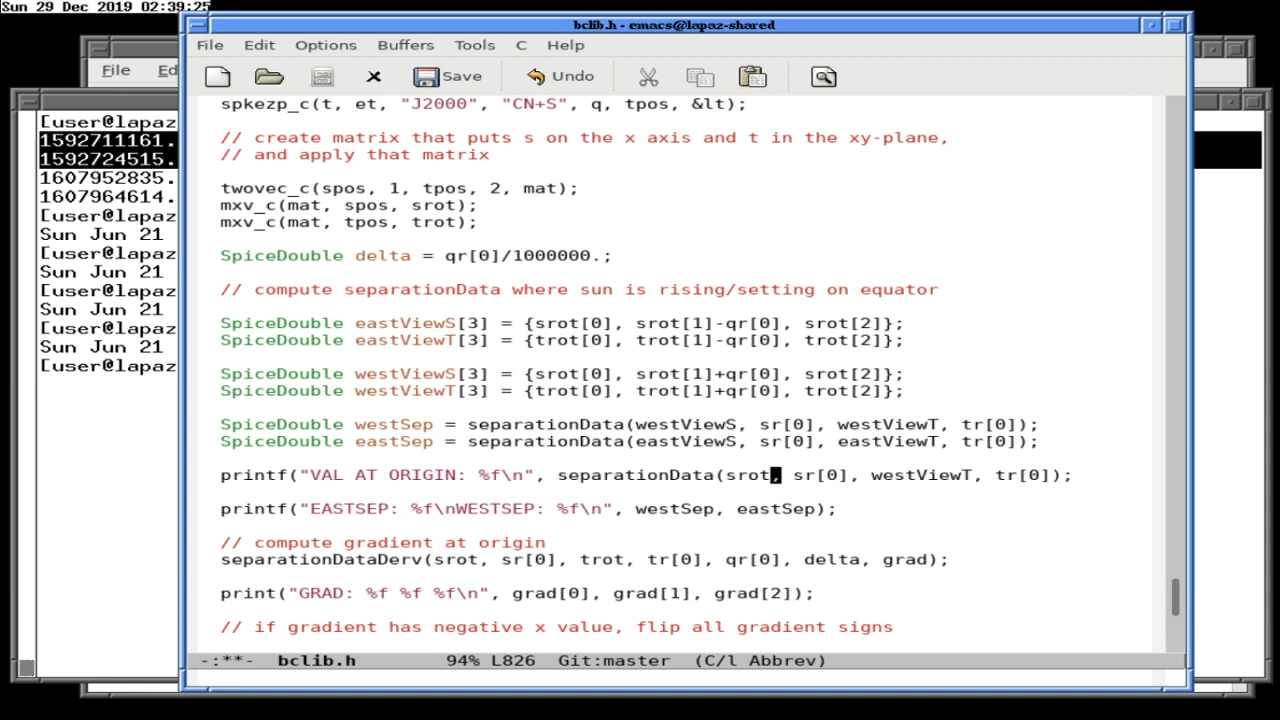 Sun 29 Dec 2019 02:39:25
bclib.h - emacs@lapaz-shared
File Edit Options Buffers Tools C Help
Save Undo
File Ed
[user@lapaz
1592711161.
1592724515.
1607952835.
1607964614.
[user@lapaz
Sun Jun 21
[user@lapaz
Sun Jun 21
[user@lapaz
Sun Jun 21
[user@lapaz
Sun Jun 21
[user@lapaz
spkezp_c(t, et, "J2000", "CN+S", q, tpos, &lt);
// create matrix that puts s on the x axis and t in the xy-plane,
// and apply that matrix
twovec_c(spos, 1, tpos, 2, mat);
mxv_c(mat, spos, srot);
mxv_c(mat, tpos, trot);
SpiceDouble delta = qr[0]/1000000.;
// compute separationData where sun is rising/setting on equator
SpiceDouble eastViewS[3] = {srot[0], srot[1]-qr[0], srot[2]};
SpiceDouble eastViewT[3] = {trot[0], trot[1]-qr[0], trot[2]};
SpiceDouble westViewS[3] = {srot[0], srot[1]+qr[0], srot[2]};
SpiceDouble westViewT[3] = {trot[0], trot[1]+qr[0], trot[2]};
SpiceDouble westSep = separationData(westViewS, sr[0], westViewT, tr[0]);
SpiceDouble eastSep = separationData(eastViewS, sr[0], eastViewT, tr[0]);
printf("VAL AT ORIGIN: %f\n", separationData(srot, sr[0], westViewT, tr[0]);
printf("EASTSEP: %f\nWESTSEP: %f\n", westSep, eastSep);
// compute gradient at origin
separationDataDerv(srot, sr[0], trot, tr[0], qr[0], delta, grad);
print("GRAD: %f %f %f\n", grad[0], grad[1], grad[2]);
// if gradient has negative x value, flip all gradient signs
-:**- bclib.h 94% L826 Git:master (C/l Abbrev)